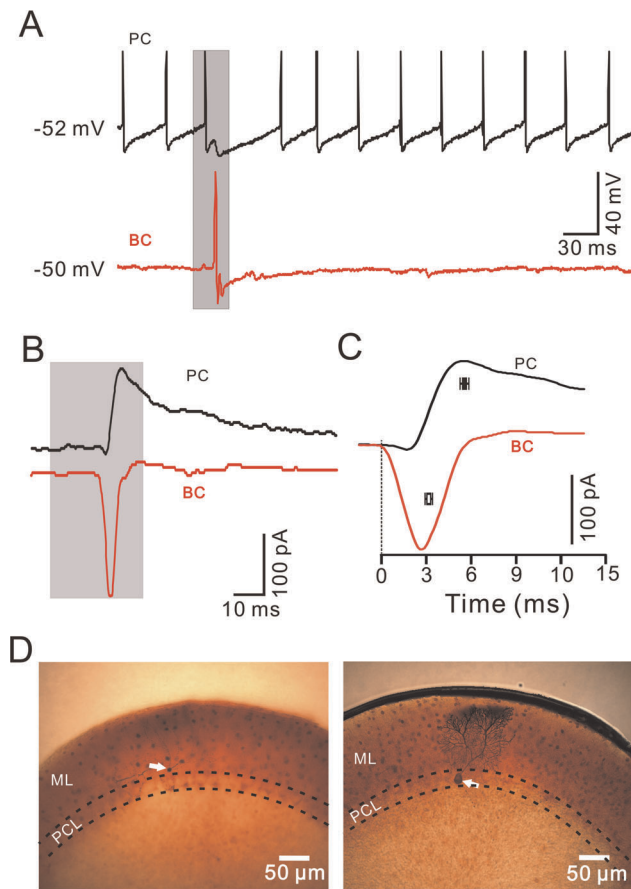 A
PC
-52 mV
40 mV
30 ms
BC
-50 mV
B
PC
BC
100 pA
10 ms
C
PC
BC
100 pA
0 3 6 9 12 15
Time (ms)
D
ML
PCL
50 µm
ML
PCL
50 µm